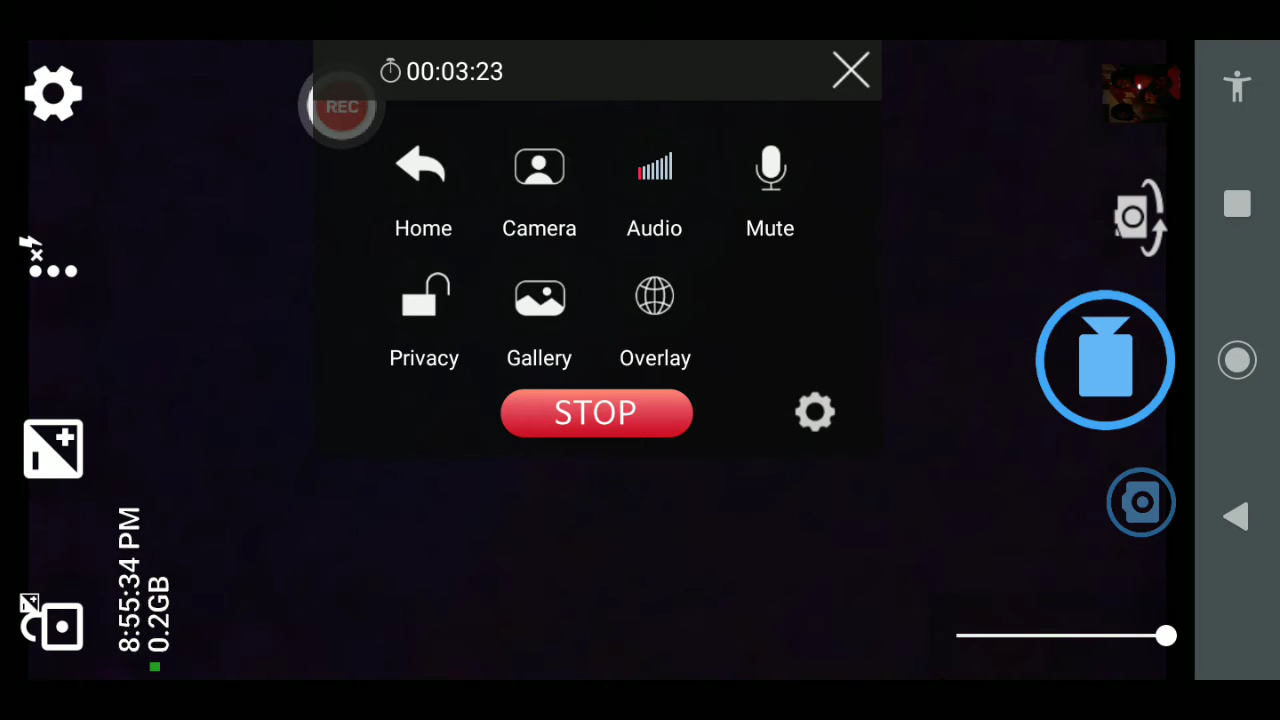 00:03:23
REC
Home Camera Audio Mute
Privacy Gallery Overlay
STOP
8:55:34 PM
0.2GB